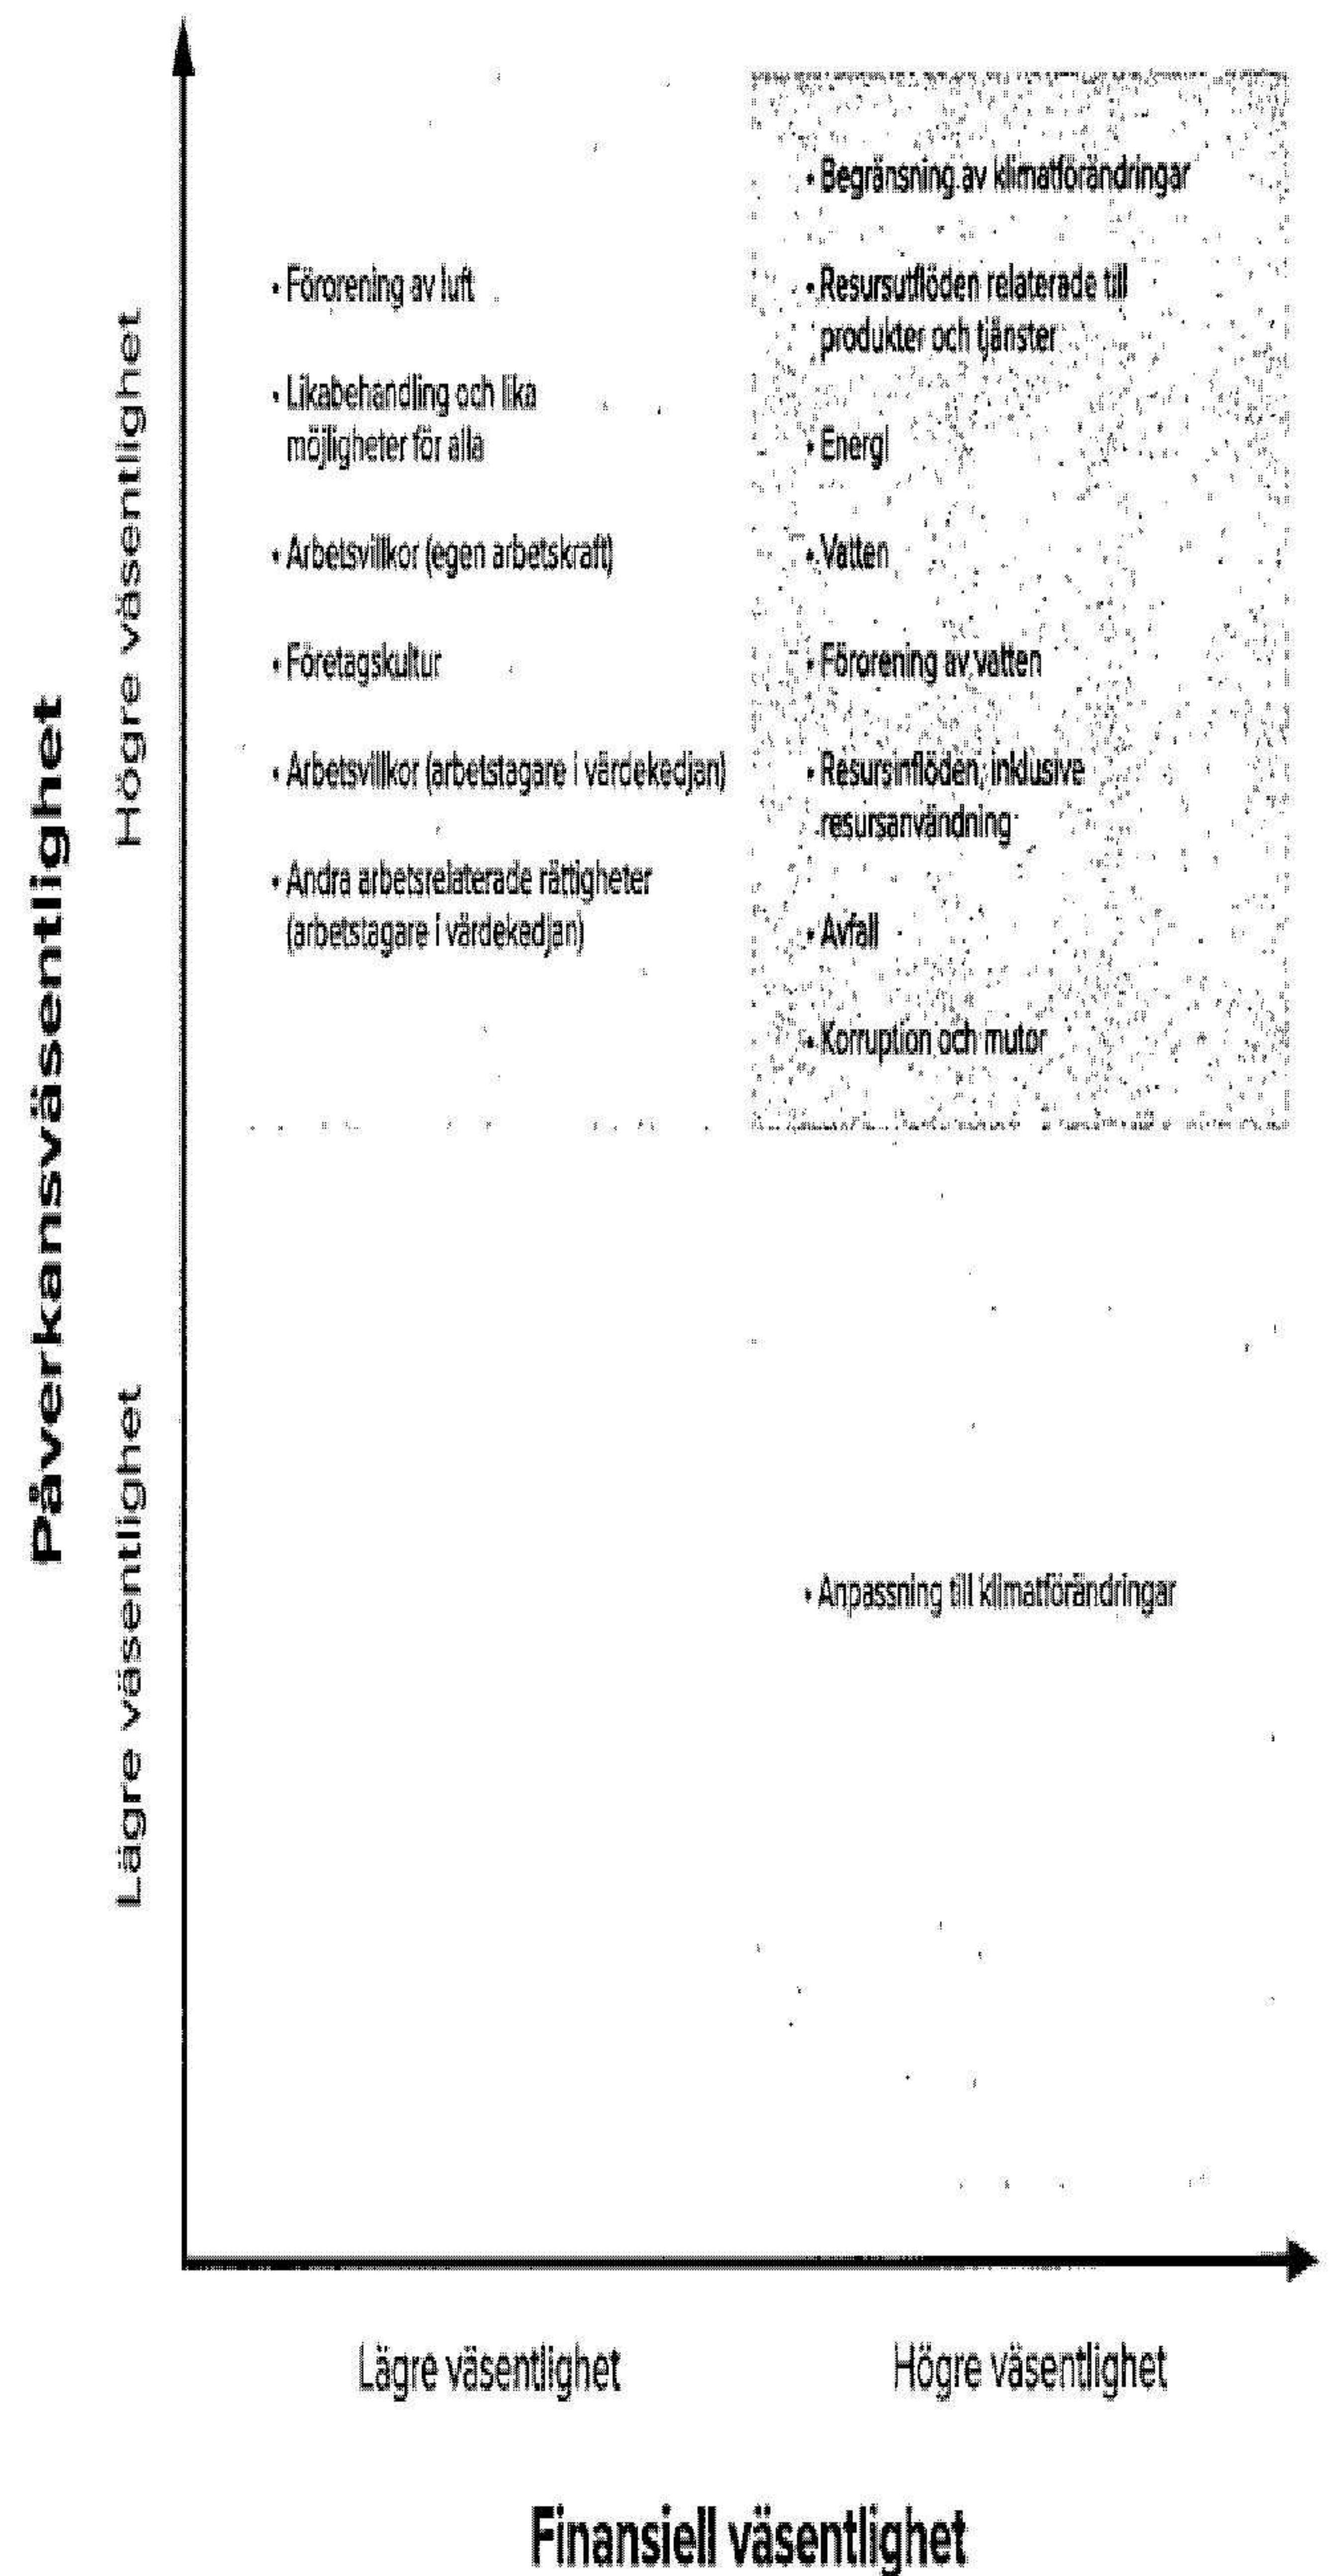 Påverkansväsentlighet
Högre väsentlighet
Lägre väsentlighet
• Förorening av luft
• Likabehandling och lika
möjligheter för alla
• Arbetsvillkor (egen arbetskraft)
• Företagskultur
• Arbetsvillkor (arbetstagare i värdekedjan)
• Andra arbetsrelaterade rättigheter
(arbetstagare i värdekedjan)
• Begränsning av klimatförändringar
• Resursutflöden relaterade till
produkter och tjänster
• Energi
• Vatten
• Förorening av vatten
• Resursinflöden, inklusive
resursanvändning
• Avfall
• Korruption och mutor
• Anpassning till klimatförändringar
Lägre väsentlighet
Högre väsentlighet
Finansiell väsentlighet